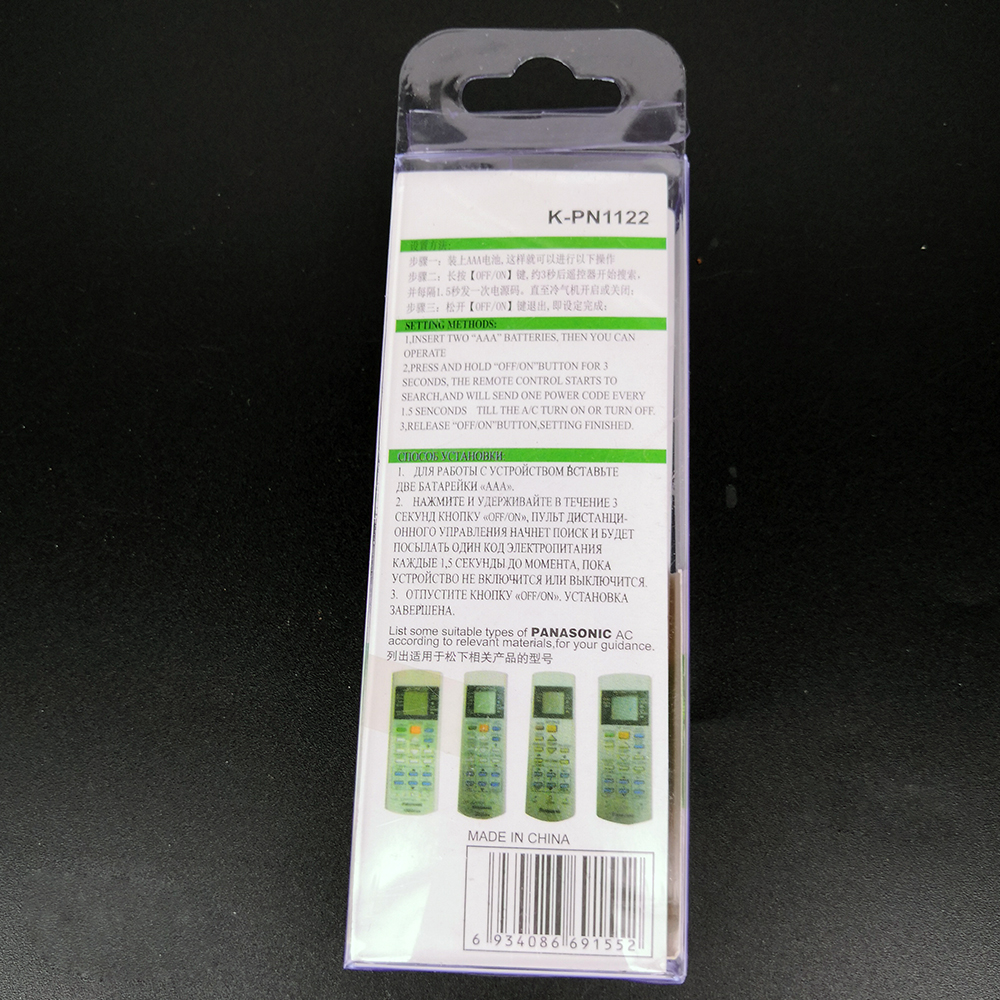 K-PN1122
设置方法:
步骤一: 装上AAA电池,这样就可以进行以下操作
步骤二: 长按【OFF/ON】键,约3秒后遥控器开始搜索、
并每隔1.5秒发一次电源码、直至冷气机开启或关闭;
步骤三: 松开【OFF/ON】键退出,即设定完成;
SETTING METHODS:
1,INSERT TWO “AAA” BATTERIES, THEN YOU CAN
OPERATE
2,PRESS AND HOLD “OFF/ON”BUTTON FOR 3
SECONDS, THE REMOTE CONTROL STARTS TO
SEARCH,AND WILL SEND ONE POWER CODE EVERY
1.5 SENCONDS TILL THE A/C TURN ON OR TURN OFF.
3,RELEASE “OFF/ON”BUTTON,SETTING FINISHED.
СПОСОБ УСТАНОВКИ
1. ДЛЯ РАБОТЫ С УСТРОЙСТВОМ ВСТАВЬТЕ
ДВЕ БАТАРЕЙКИ «AAA».
2. НАЖМИТЕ И УДЕРЖИВАЙТЕ В ТЕЧЕНИЕ 3
СЕКУНД КНОПКУ «OFF/ON», ПУЛЬТ ДИСТАНЦИ-
ОННОГО УПРАВЛЕНИЯ НАЧНЕТ ПОИСК И БУДЕТ
ПОСЫЛАТЬ ОДИН КОД ЭЛЕКТРОПИТАНИЯ
КАЖДЫЕ 1,5 СЕКУНДЫ ДО МОМЕНТА, ПОКА
УСТРОЙСТВО НЕ ВКЛЮЧИТСЯ ИЛИ ВЫКЛЮЧИТСЯ.
3. ОТПУСТИТЕ КНОПКУ «OFF/ON». УСТАНОВКА
ЗАВЕРШЕНА.
List some suitable types of PANASONIC AC
according to relevant materials,for your guidance.
列出适用于松下相关产品的型号
MADE IN CHINA
6 934086 691552